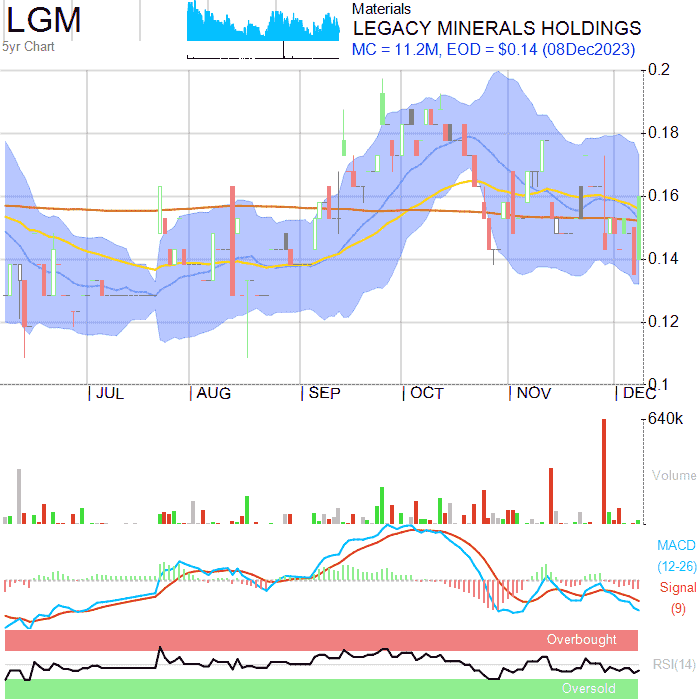 LGM
5yr Chart
Materials
LEGACY MINERALS HOLDINGS
MC = 11.2M, EOD = $0.14 (08Dec2023)
0.2
0.18
0.16
0.14
0.12
0.1
JUL AUG SEP OCT NOV DEC
640k
Volume
MACD
(12-26)
Signal
(9)
Overbought
RSI(14)
Oversold